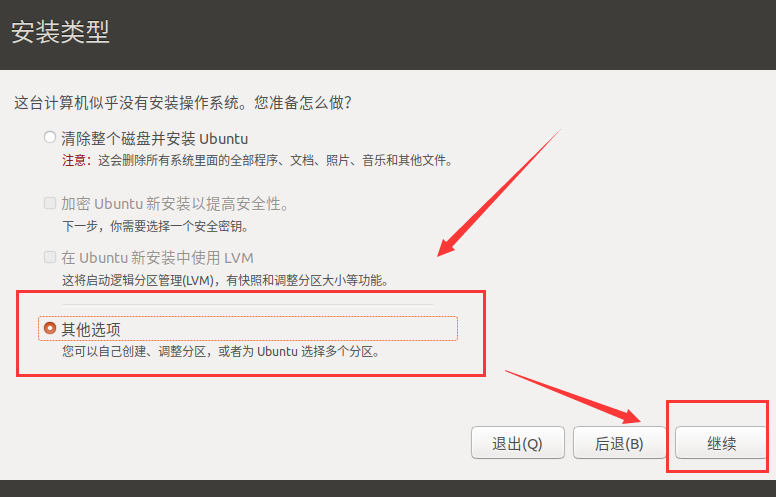 安装类型
这台计算机似乎没有安装操作系统。您准备怎么做？
清除整个磁盘并安装 Ubuntu
注意：这会删除所有系统里面的全部程序、文档、照片、音乐和其他文件。
加密 Ubuntu 新安装以提高安全性。
下一步，你需要选择一个安全密钥。
在 Ubuntu 新安装中使用 LVM
这将启动逻辑分区管理(LVM)，有快照和调整分区大小等功能。
其他选项
您可以自己创建、调整分区，或者为 Ubuntu 选择多个分区。
退出(Q) 后退(B) 继续